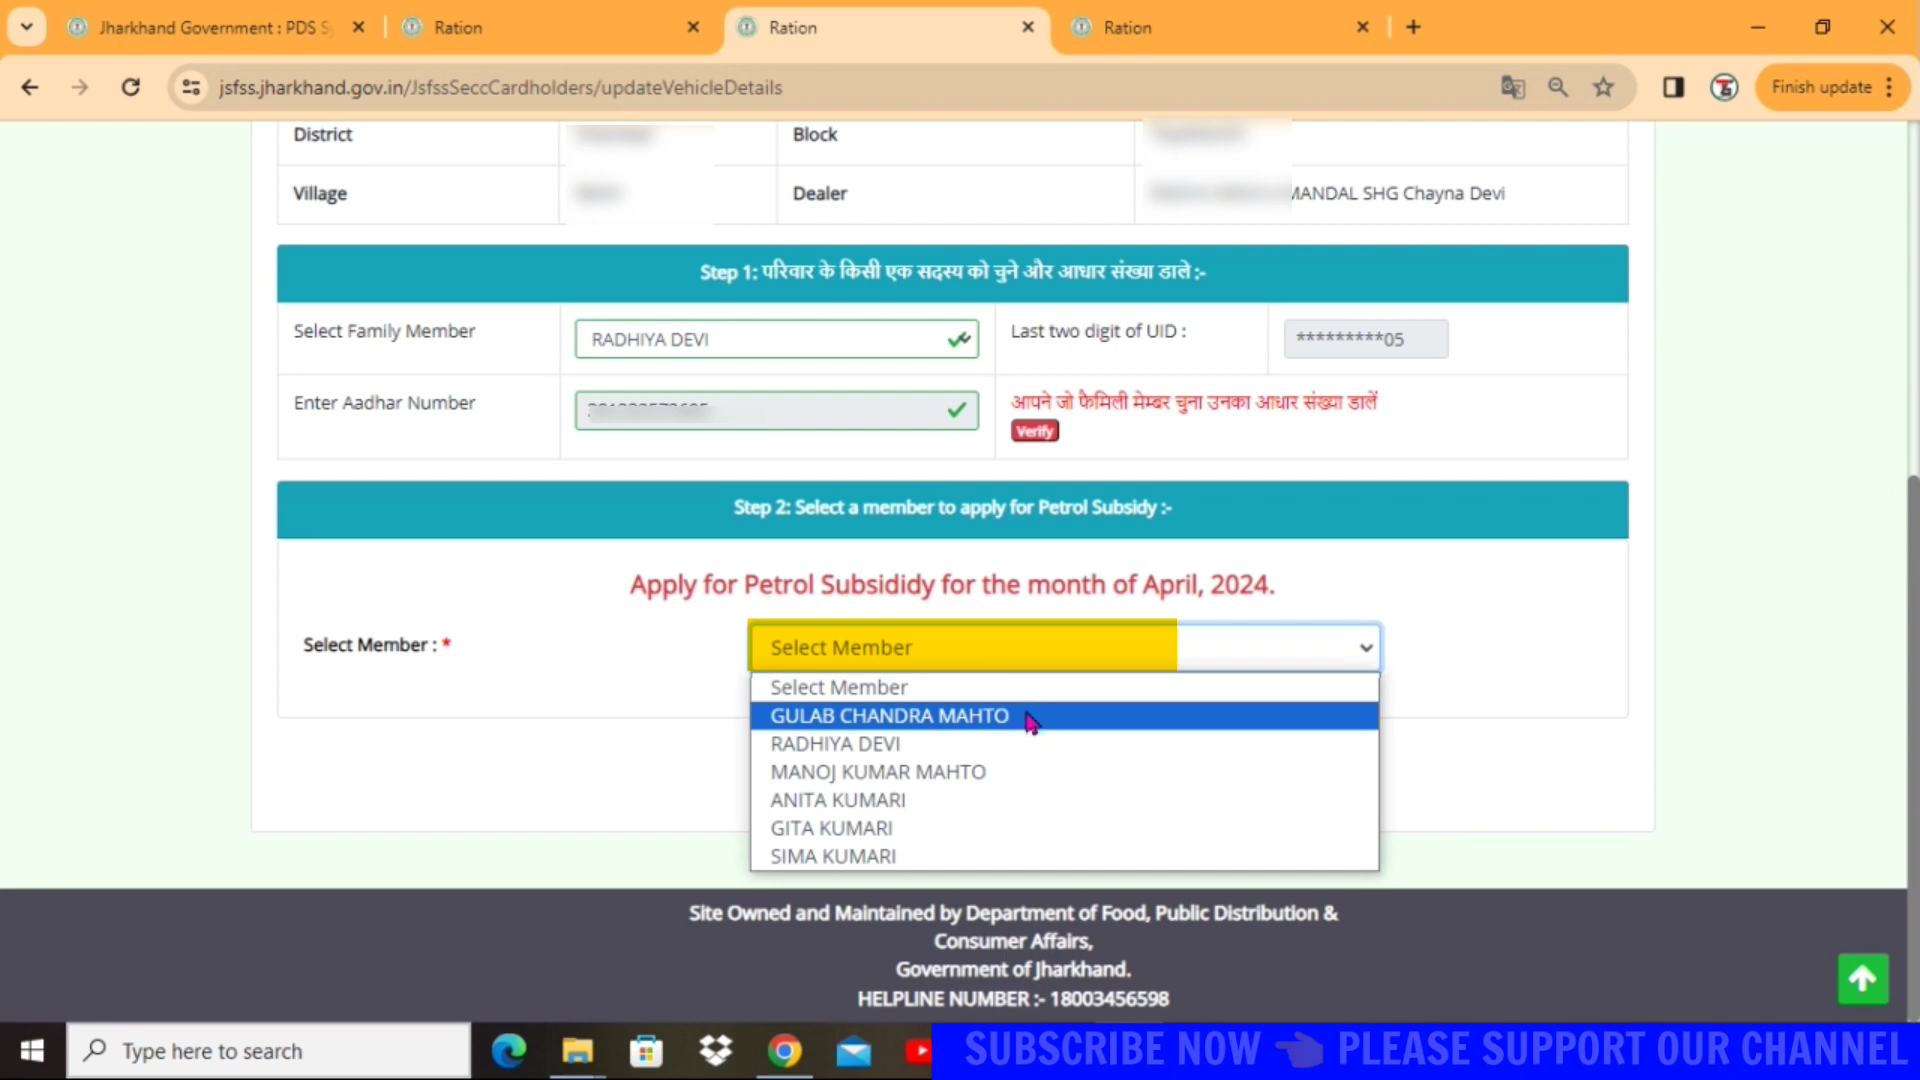 Jharkhand Government : PDS S
Ration
Ration
Ration
jsfss.jharkhand.gov.in/JsfssSeccCardholders/updateVehicleDetails
Finish update
District
Block
Village
Dealer
MANDAL SHG Chayna Devi
Step 1: परिवार के किसी एक सदस्य को चुने और आधार संख्या डाले :-
Select Family Member
RADHIYA DEVI
Last two digit of UID :
*********05
Enter Aadhar Number
आपने जो फैमिली मेम्बर चुना उनका आधार संख्या डालें
Verify
Step 2: Select a member to apply for Petrol Subsidy :-
Apply for Petrol Subsididy for the month of April, 2024.
Select Member : *
Select Member
Select Member
GULAB CHANDRA MAHTO
RADHIYA DEVI
MANOJ KUMAR MAHTO
ANITA KUMARI
GITA KUMARI
SIMA KUMARI
Site Owned and Maintained by Department of Food, Public Distribution &
Consumer Affairs,
Government of Jharkhand.
HELPLINE NUMBER :- 18003456598
Type here to search
SUBSCRIBE NOW PLEASE SUPPORT OUR CHANNEL